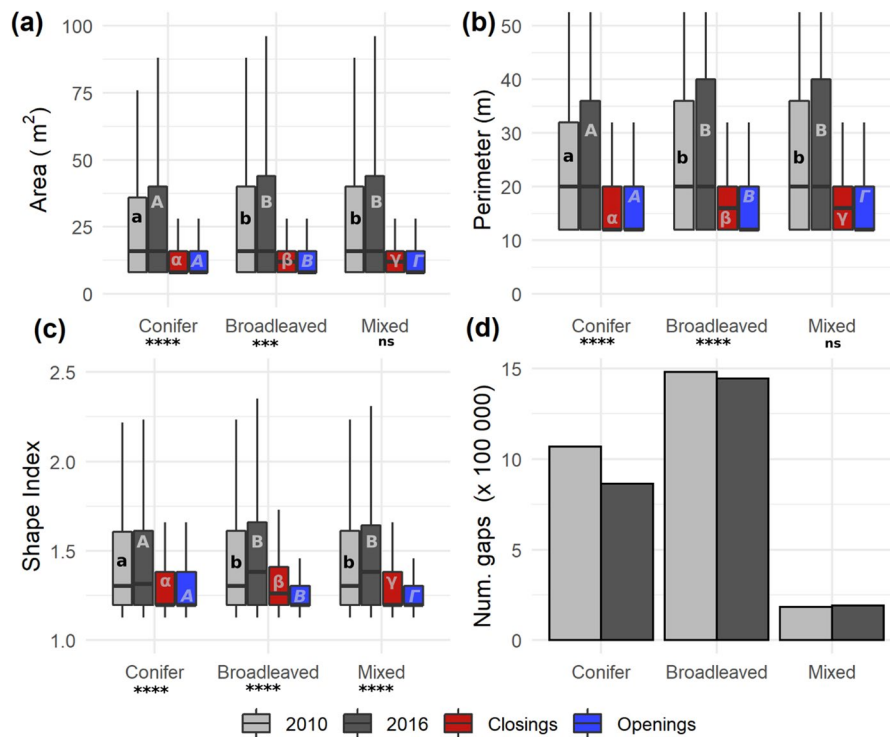 (a)
(b)
Area ( m²)
100
75
50
25
0
a A α A
b B β B
b B γ Γ
Conifer Broadleaved Mixed
**** *** ns
Perimeter (m)
50
40
30
20
10
0
a A α A
b B β B
b B γ Γ
Conifer Broadleaved Mixed
**** **** ns
(c)
(d)
Shape Index
2.5
2.0
1.5
1.0
a A α A
b B β B
b B γ Γ
Conifer Broadleaved Mixed
**** **** ****
Num. gaps (x 100 000)
15
10
5
0
Conifer Broadleaved Mixed
2010 2016 Closings Openings